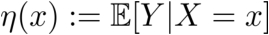 η(x) := 𝔼[Y|X = x]